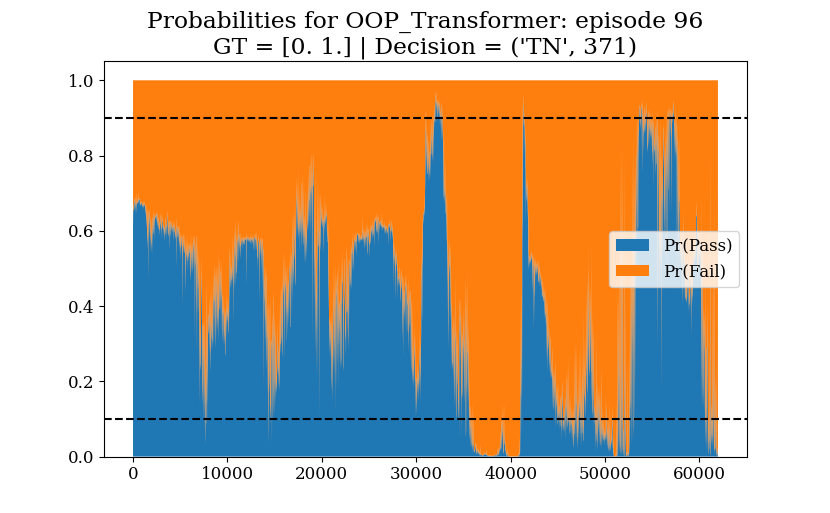 Probabilities for OOP_Transformer: episode 96
GT = [0. 1.] | Decision = ('TN', 371)
1.0
0.8
0.6
0.4
0.2
0.0
Pr(Pass)
Pr(Fail)
0 10000 20000 30000 40000 50000 60000